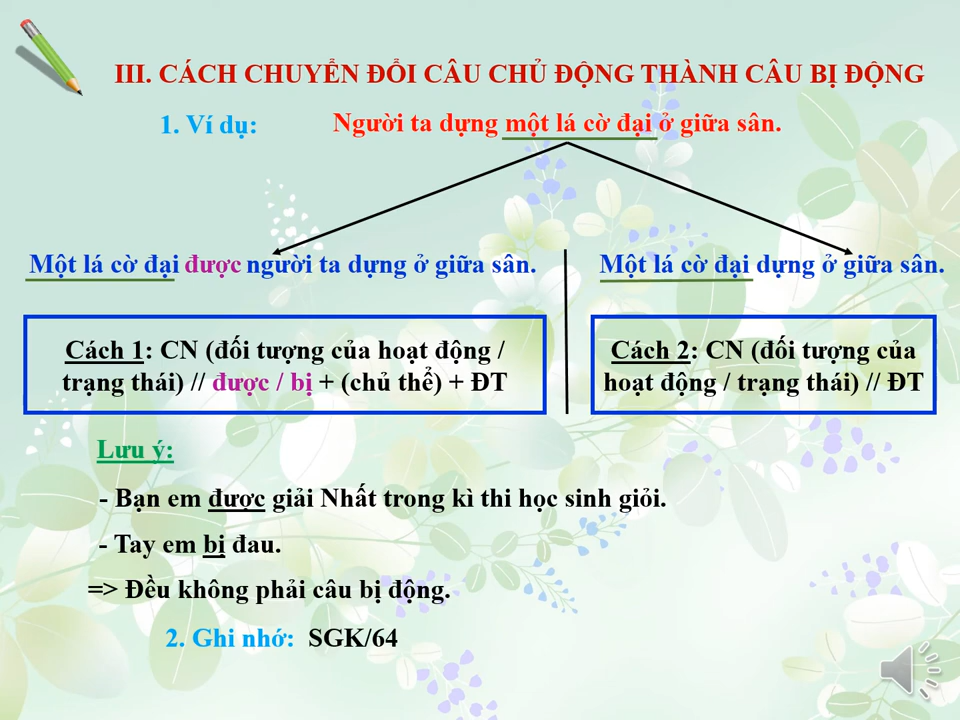 III. CÁCH CHUYỂN ĐỔI CÂU CHỦ ĐỘNG THÀNH CÂU BỊ ĐỘNG
1. Ví dụ:
Người ta dựng một lá cờ đại ở giữa sân.
Một lá cờ đại được người ta dựng ở giữa sân.
Một lá cờ đại dựng ở giữa sân.
Cách 1: CN (đối tượng của hoạt động /
trạng thái) // được / bị + (chủ thể) + ĐT
Cách 2: CN (đối tượng của
hoạt động / trạng thái) // ĐT
Lưu ý:
- Bạn em được giải Nhất trong kì thi học sinh giỏi.
- Tay em bị đau.
=> Đều không phải câu bị động.
2. Ghi nhớ: SGK/64